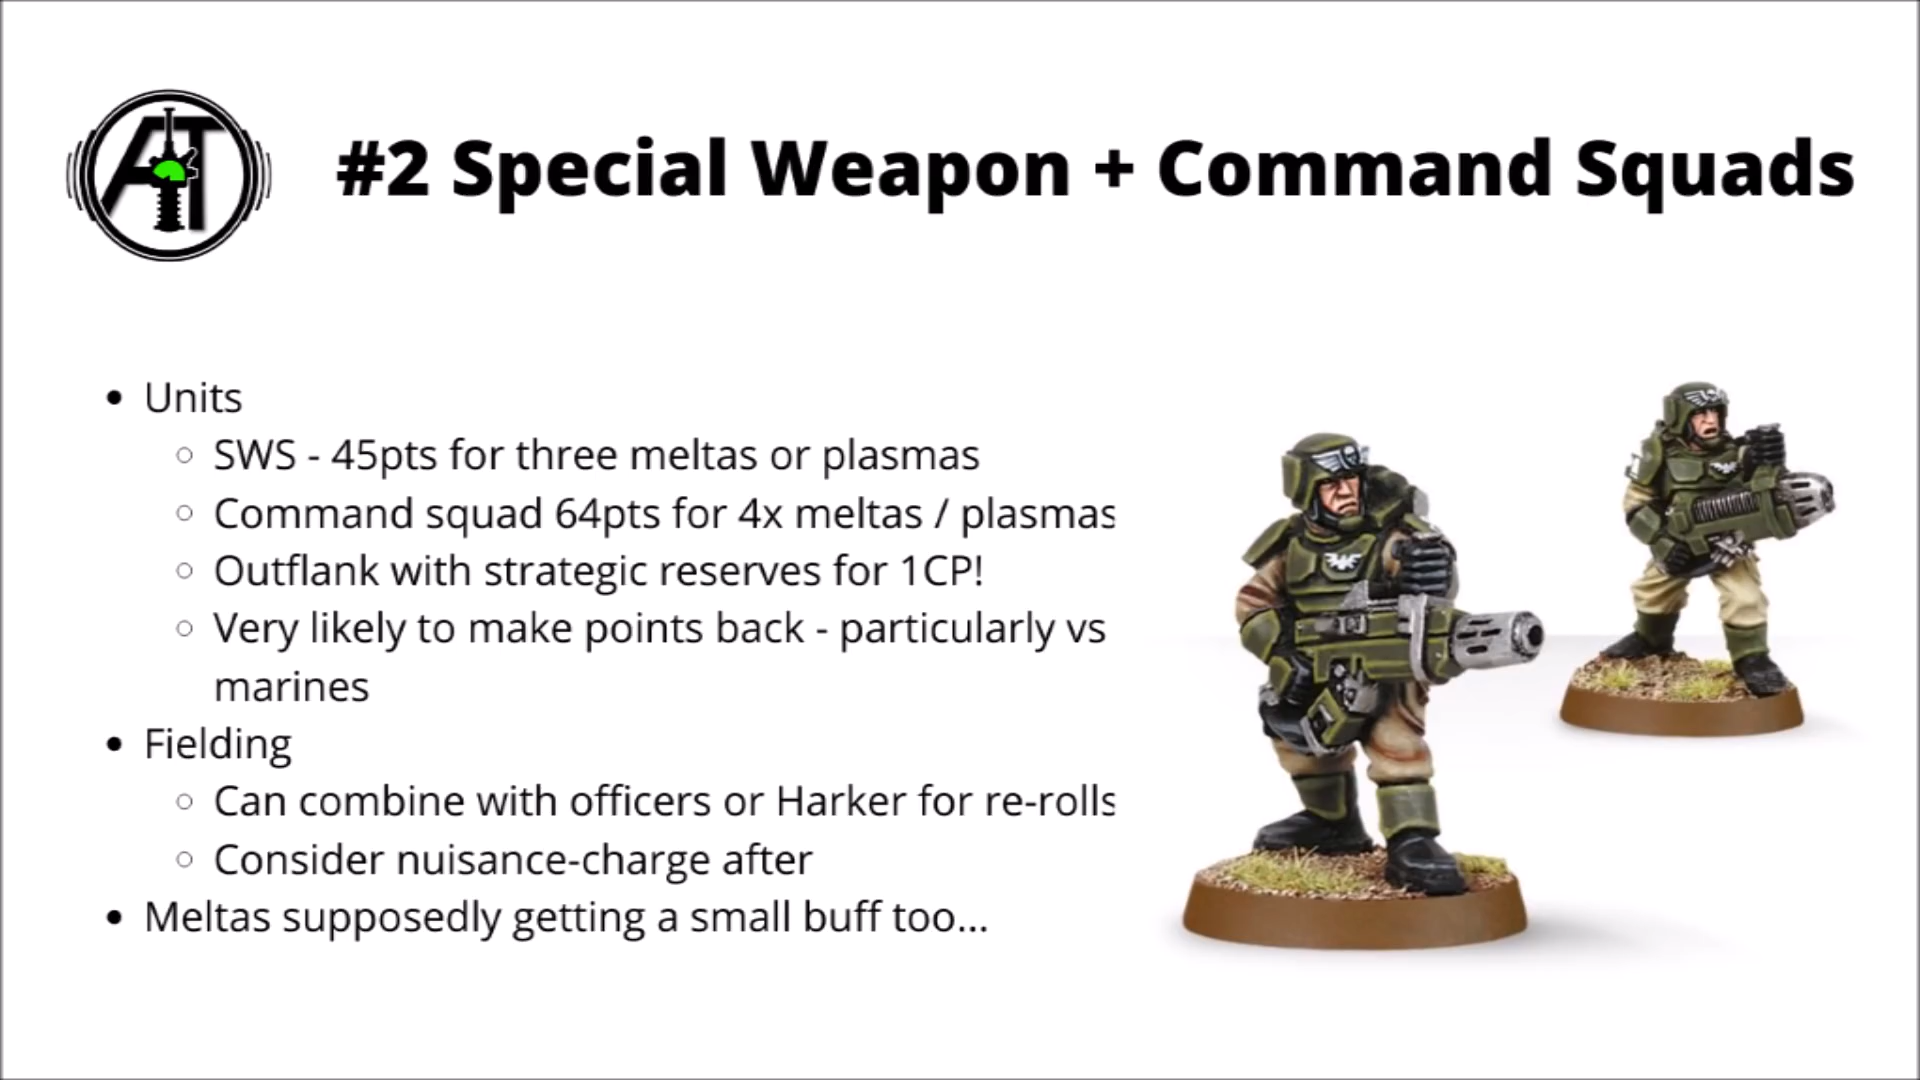 AT
#2 Special Weapon + Command Squads
• Units
○ SWS - 45pts for three meltas or plasmas
○ Command squad 64pts for 4x meltas / plasmas
○ Outflank with strategic reserves for 1CP!
○ Very likely to make points back - particularly vs
marines
• Fielding
○ Can combine with officers or Harker for re-rolls
○ Consider nuisance-charge after
• Meltas supposedly getting a small buff too...